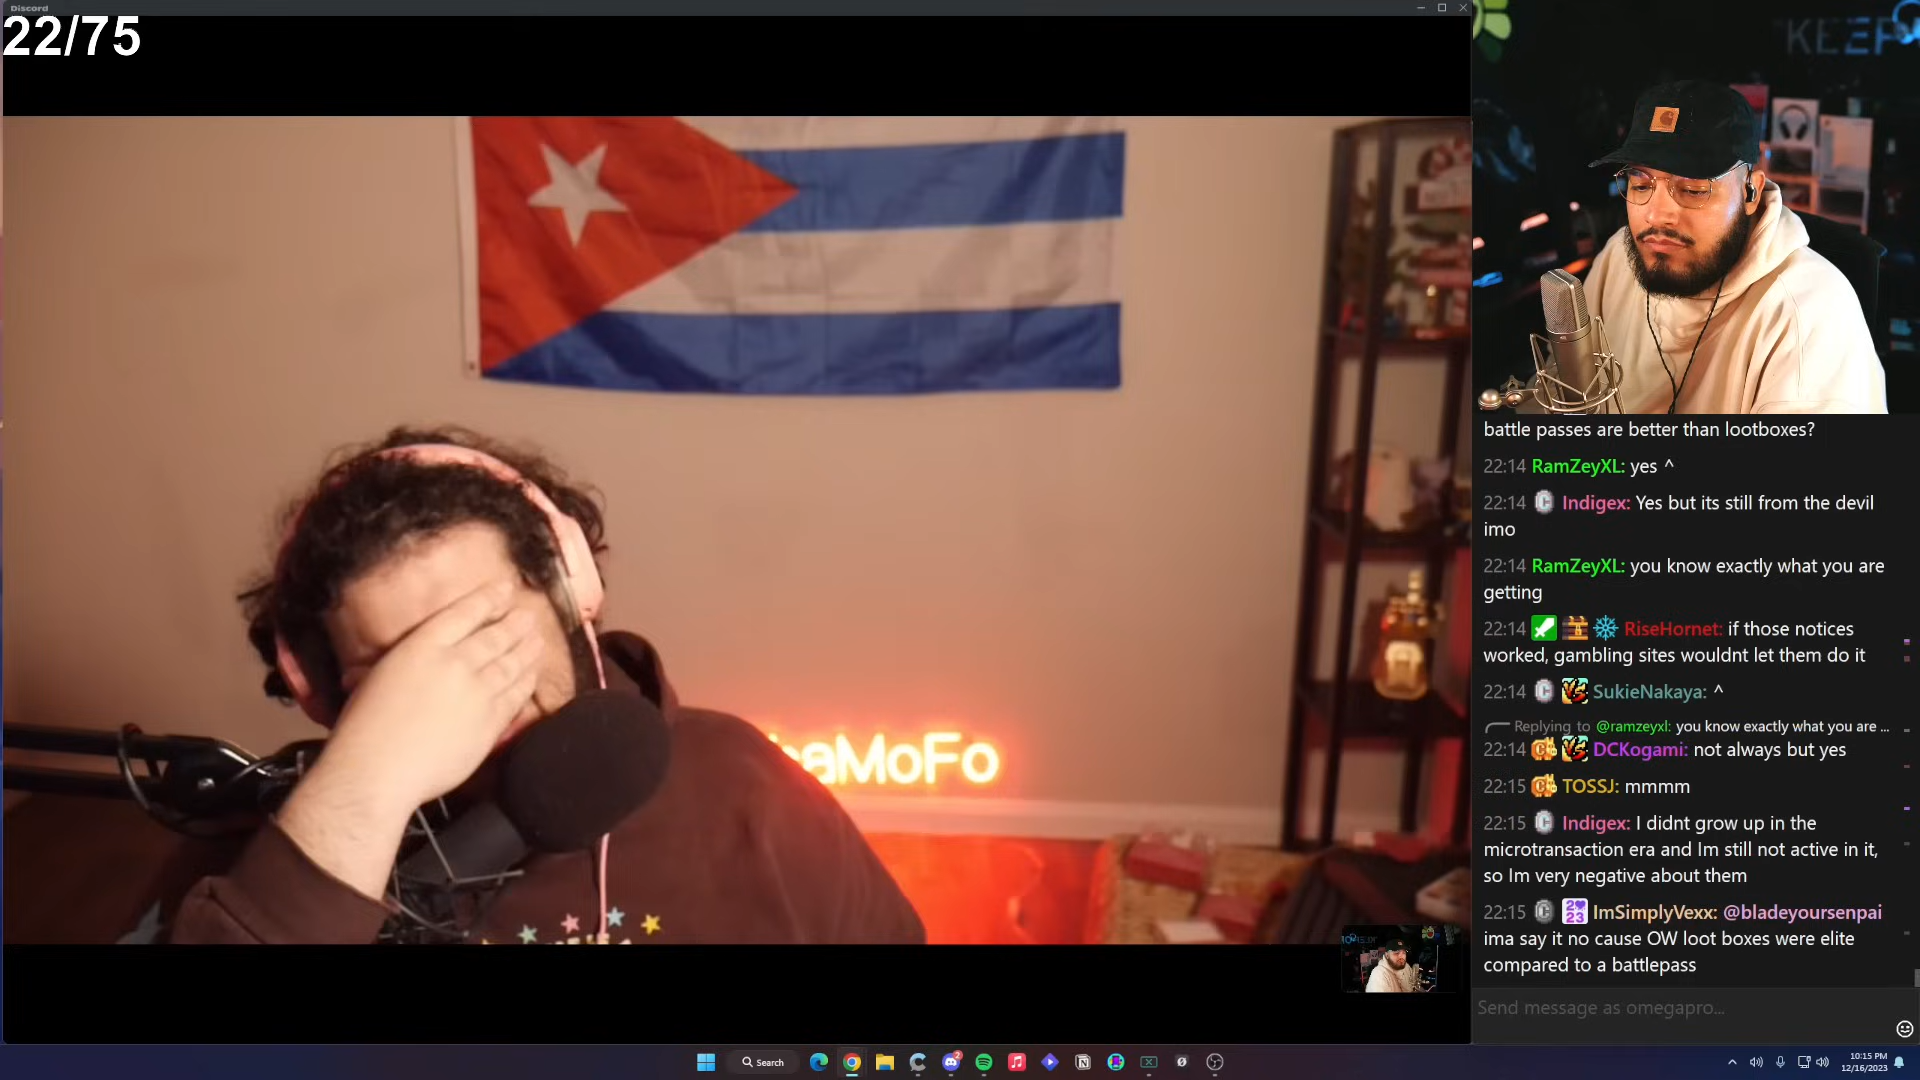 Discord
22/75
KEEP
aMoFo
battle passes are better than lootboxes?
22:14 RamZeyXL: yes ^
22:14 Indigex: Yes but its still from the devil
imo
22:14 RamZeyXL: you know exactly what you are
getting
22:14 RiseHornet: if those notices
worked, gambling sites wouldnt let them do it
22:14 SukieNakaya: ^
Replying to @ramzeyxl: you know exactly what you are ...
22:14 DCKogami: not always but yes
22:15 TOSSJ: mmmm
22:15 Indigex: I didnt grow up in the
microtransaction era and Im still not active in it,
so Im very negative about them
22:15 ImSimplyVexx: @bladeyoursenpai
ima say it no cause OW loot boxes were elite
compared to a battlepass
Send message as omegapro...
Search
2
10:15 PM
12/16/2023